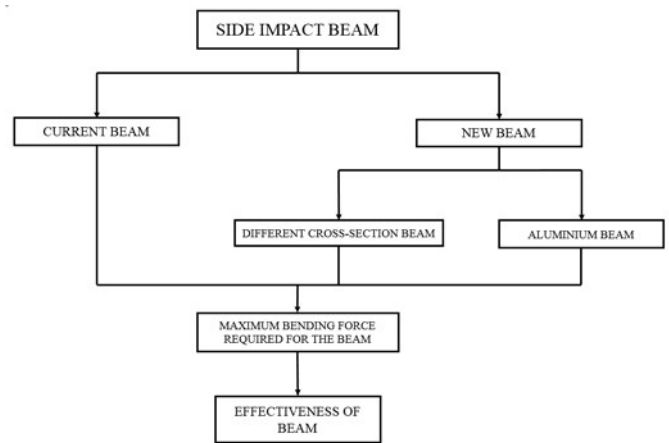 SIDE IMPACT BEAM
CURRENT BEAM
NEW BEAM
DIFFERENT CROSS-SECTION BEAM
ALUMINIUM BEAM
MAXIMUM BENDING FORCE
REQUIRED FOR THE BEAM
EFFECTIVENESS OF
BEAM